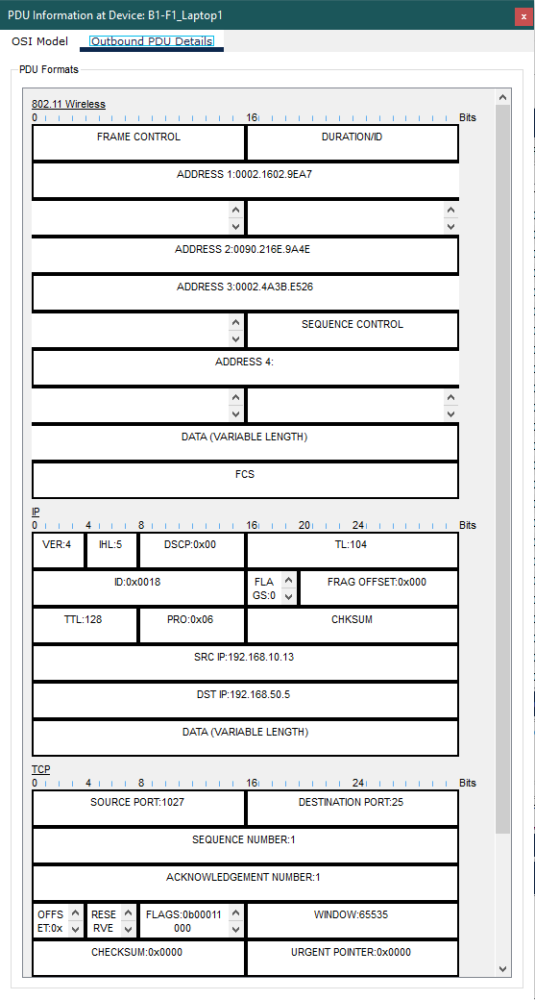 PDU Information at Device: B1-F1_Laptop1
x
OSI Model Outbound PDU Details
PDU Formats
802.11 Wireless
0 16 Bits
FRAME CONTROL DURATION/ID
ADDRESS 1:0002.1602.9EA7
ADDRESS 2:0090.216E.9A4E
ADDRESS 3:0002.4A3B.E526
SEQUENCE CONTROL
ADDRESS 4:
DATA (VARIABLE LENGTH)
FCS
IP
0 4 8 16 20 24 Bits
VER:4 IHL:5 DSCP:0x00 TL:104
ID:0x0018 FLA
GS:0 FRAG OFFSET:0x000
TTL:128 PRO:0x06 CHKSUM
SRC IP:192.168.10.13
DST IP:192.168.50.5
DATA (VARIABLE LENGTH)
TCP
0 4 8 16 24 Bits
SOURCE PORT:1027 DESTINATION PORT:25
SEQUENCE NUMBER:1
ACKNOWLEDGEMENT NUMBER:1
OFFS
ET:0x RESE
RVE FLAGS:0b00011
000 WINDOW:65535
CHECKSUM:0x0000 URGENT POINTER:0x0000